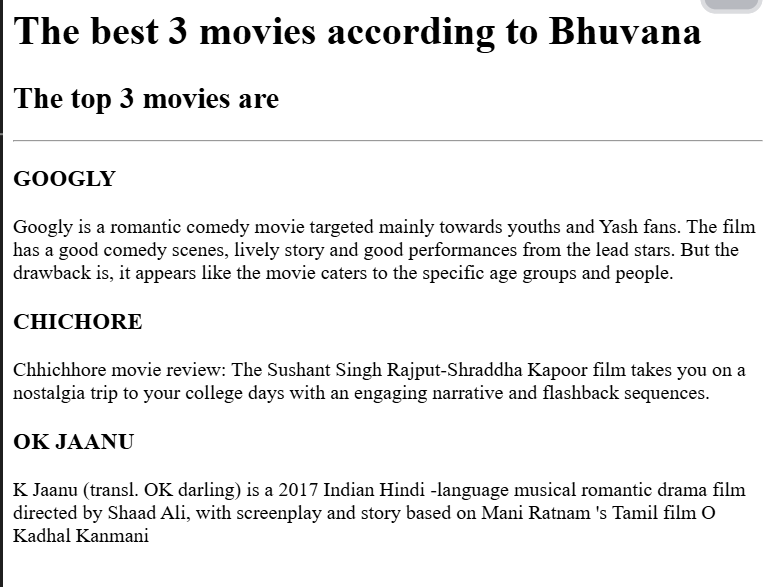 The best 3 movies according to Bhuvana
The top 3 movies are
GOOGLY
Googly is a romantic comedy movie targeted mainly towards youths and Yash fans. The film
has a good comedy scenes, lively story and good performances from the lead stars. But the
drawback is, it appears like the movie caters to the specific age groups and people.
CHICHORE
Chhichhore movie review: The Sushant Singh Rajput-Shraddha Kapoor film takes you on a
nostalgia trip to your college days with an engaging narrative and flashback sequences.
OK JAANU
K Jaanu (transl. OK darling) is a 2017 Indian Hindi -language musical romantic drama film
directed by Shaad Ali, with screenplay and story based on Mani Ratnam 's Tamil film O
Kadhal Kanmani